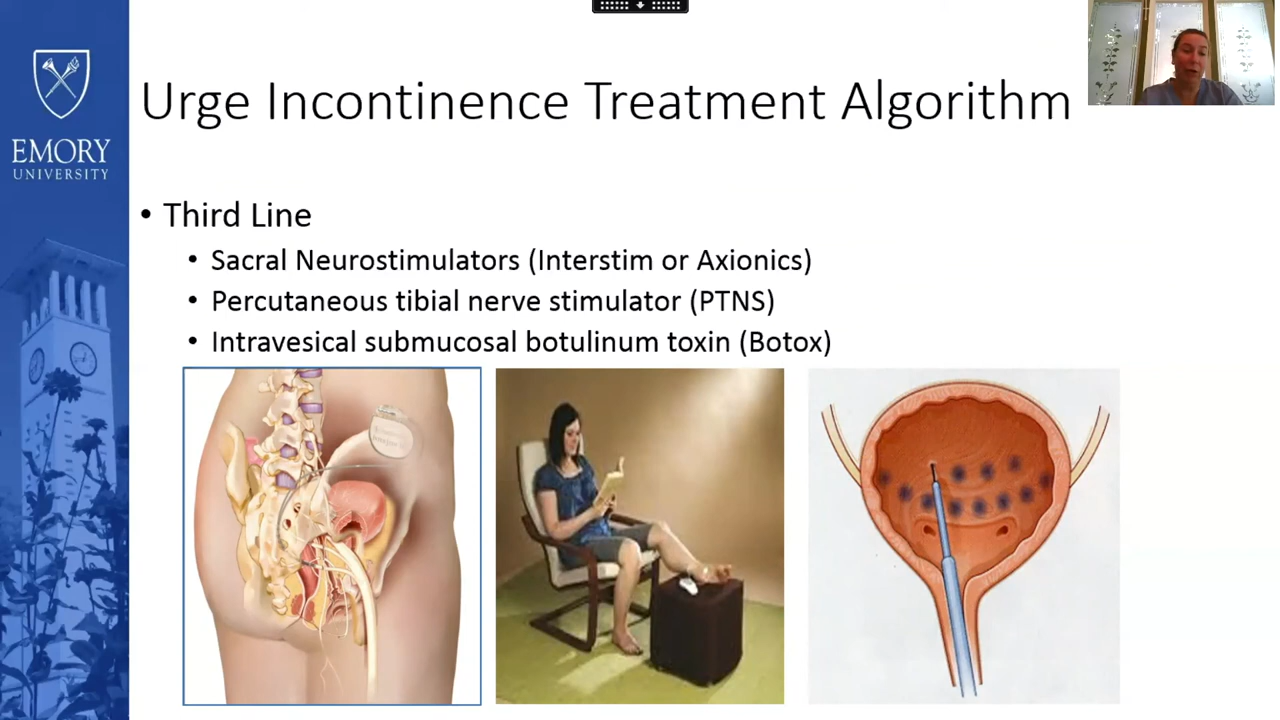 Urge Incontinence Treatment Algorithm
EMORY
UNIVERSITY
• Third Line
• Sacral Neurostimulators (Interstim or Axionics)
• Percutaneous tibial nerve stimulator (PTNS)
• Intravesical submucosal botulinum toxin (Botox)